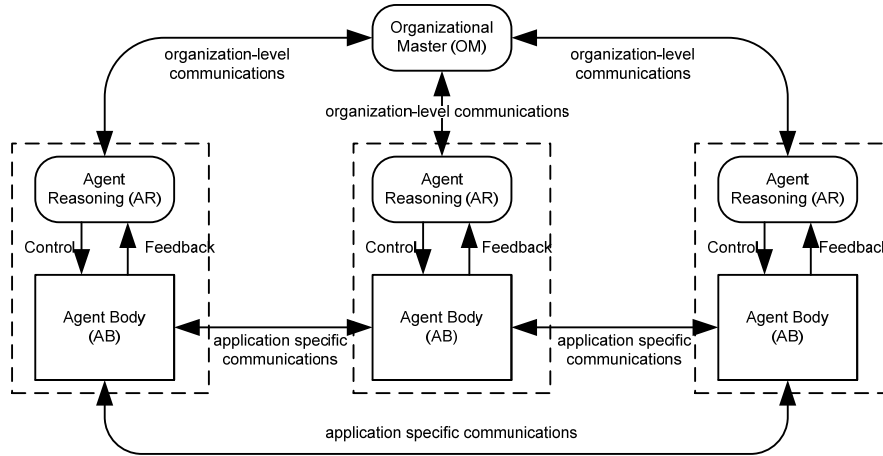 Organizational
Master (OM)
organization-level
communications
organization-level
communications
organization-level communications
Agent
Reasoning (AR)
Agent
Reasoning (AR)
Agent
Reasoning (AR)
Control
Feedback
Control
Feedback
Control
Feedback
Agent Body
(AB)
Agent Body
(AB)
Agent Body
(AB)
application specific
communications
application specific
communications
application specific communications